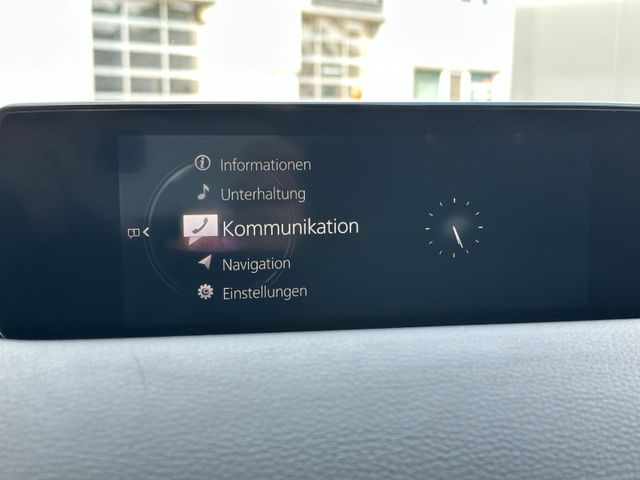 Informationen
Unterhaltung
Kommunikation
Navigation
Einstellungen